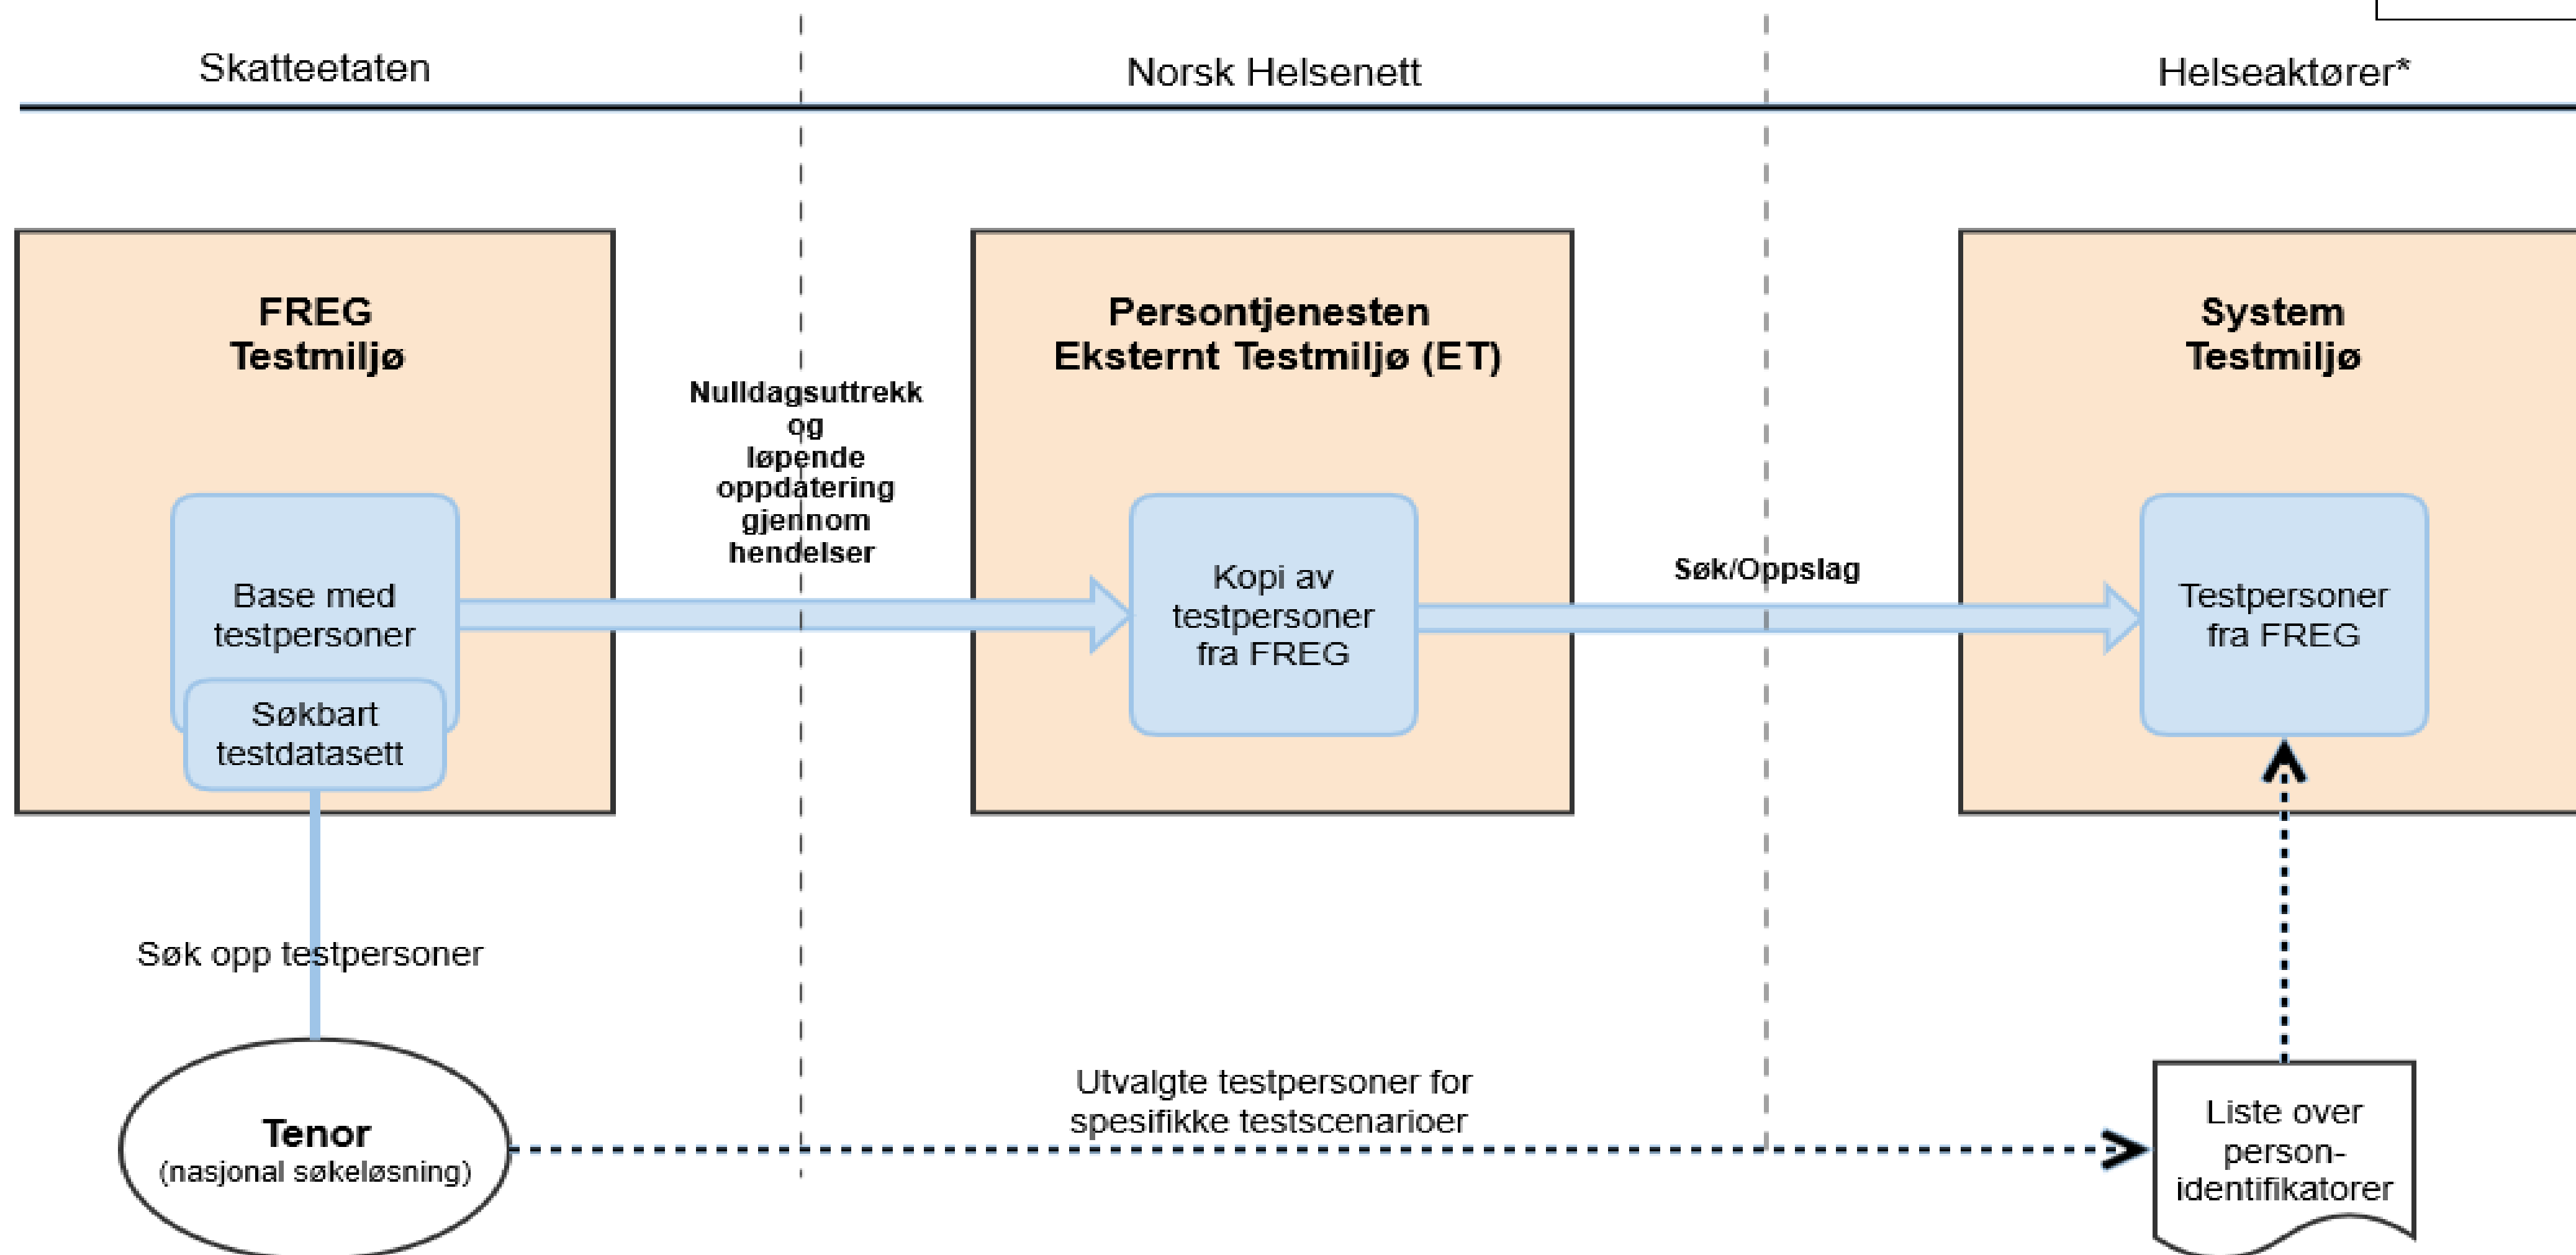 Skatteetaten
Norsk Helsenett
Helseaktører*
FREG
Testmiljø
Persontjenesten
Eksternt Testmiljø (ET)
System
Testmiljø
Nulldagsuttrekk
og
løpende
oppdatering
gjennom
hendelser
Søk/Oppslag
Base med
testpersoner
Søkbart
testdatasett
Kopi av
testpersoner
fra FREG
Testpersoner
fra FREG
Søk opp testpersoner
Tenor
(nasjonal søkeløsning)
Utvalgte testpersoner for
spesifikke testscenarioer
Liste over
person-
identifikatorer